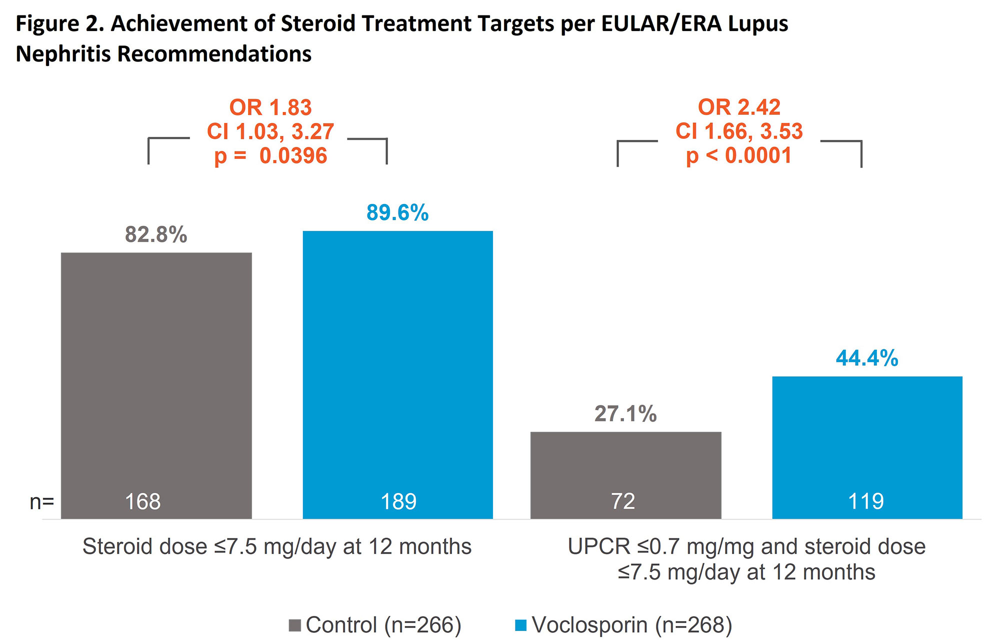 Figure 2. Achievement of Steroid Treatment Targets per EULAR/ERA Lupus
Nephritis Recommendations
OR 1.83
CI 1.03, 3.27
p = 0.0396
OR 2.42
CI 1.66, 3.53
p < 0.0001
82.8%
89.6%
27.1%
44.4%
n=
168
189
72
119
Steroid dose ≤7.5 mg/day at 12 months
UPCR ≤0.7 mg/mg and steroid dose
≤7.5 mg/day at 12 months
Control (n=266)
Voclosporin (n=268)